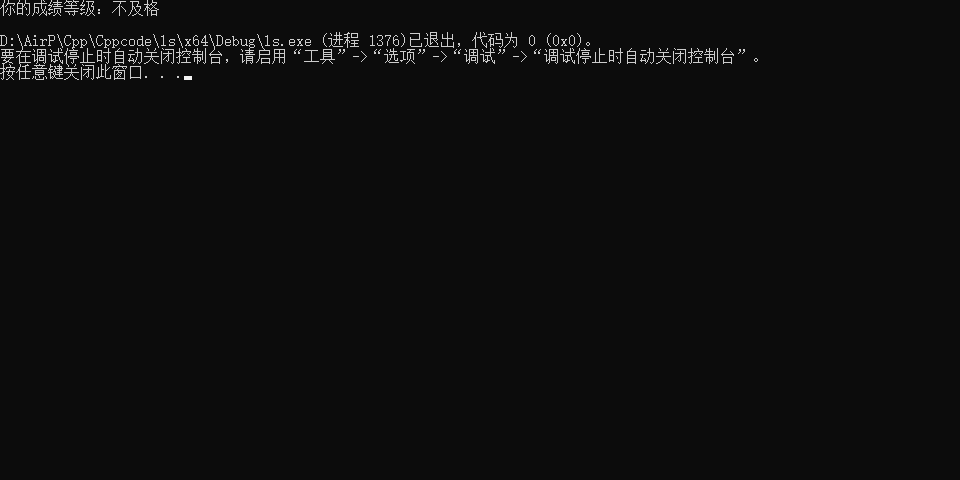 你的成绩等级：不及格
D:\AirP\Cpp\Cppcode\ls\x64\Debug\ls.exe (进程 1376)已退出，代码为 0 (0x0)。
要在调试停止时自动关闭控制台，请启用“工具”->“选项”->“调试”->“调试停止时自动关闭控制台”。
按任意键关闭此窗口. . .